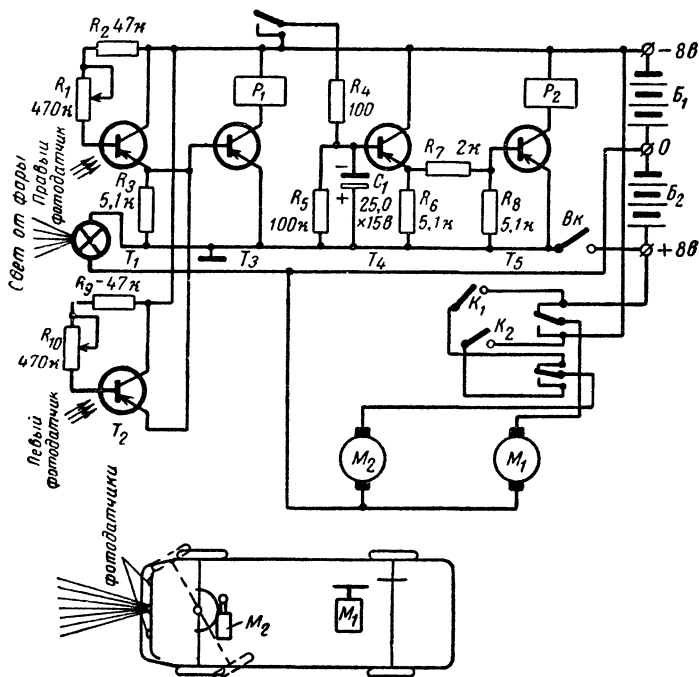 R2 47к
R1
470к
Правый
фотодатчик
Свет от фары
R3
5,1к
T1
P1
T3
R4
100
R5
100к
−
C1
+
25,0
×15в
T4
R6
5,1к
R7 2к
R8
5,1к
T5
P2
Вк
−8в
Б1
0
Б2
+8в
R9 −47к
R10
470к
Левый
фотодатчик
T2
K1
K2
M2
M1
фотодатчики
M2
M1